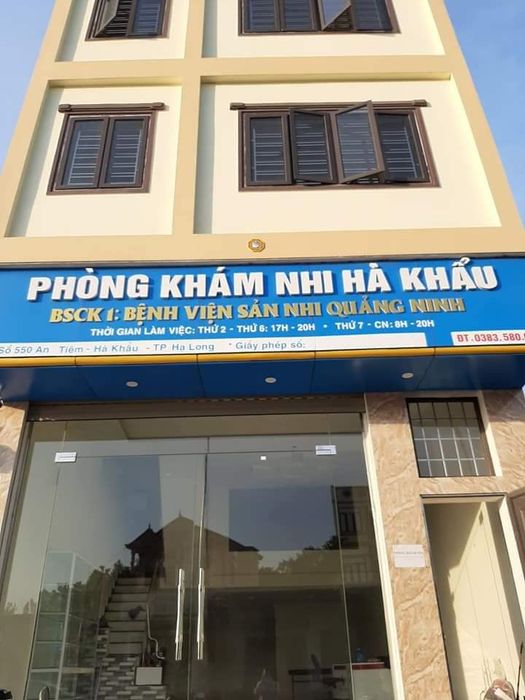 PHÒNG KHÁM NHI HÀ KHẨU
BSCK 1: BỆNH VIỆN SẢN NHI QUẢNG NINH
THỜI GIAN LÀM VIỆC: THỨ 2 - THỨ 6: 17H - 20H * THỨ 7 - CN: 8H - 20H
Số 550 An Tiêm - Hà Khẩu - TP Hạ Long * Giấy phép số:
ĐT.0383.580.